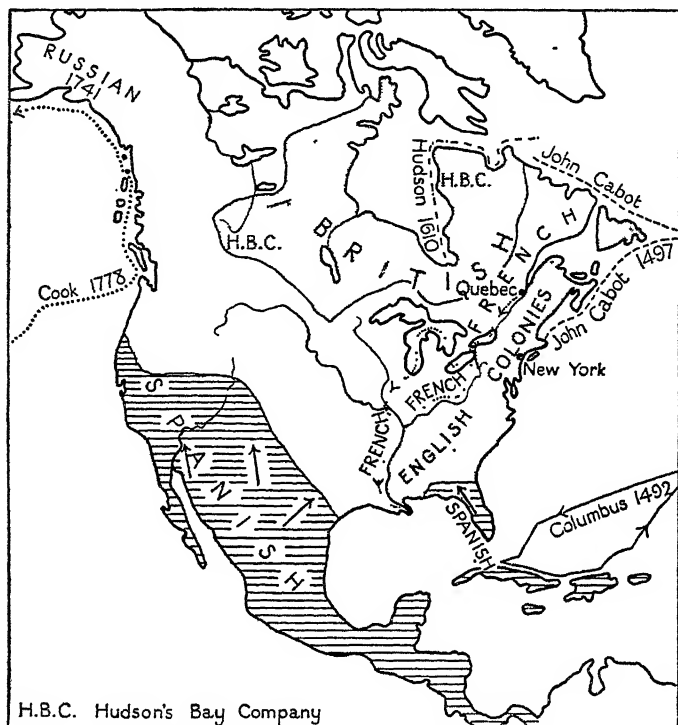 RUSSIAN
1741
John Cabot
Hudson 1610
H.B.C.
BRITISH
H.B.C.
FRENCH
Cook 1778
Quebec
COLONIES
John Cabot 1497
New York
FRENCH
SPANISH
FRENCH
ENGLISH
SPANISH
Columbus 1492
H.B.C. Hudson's Bay Company